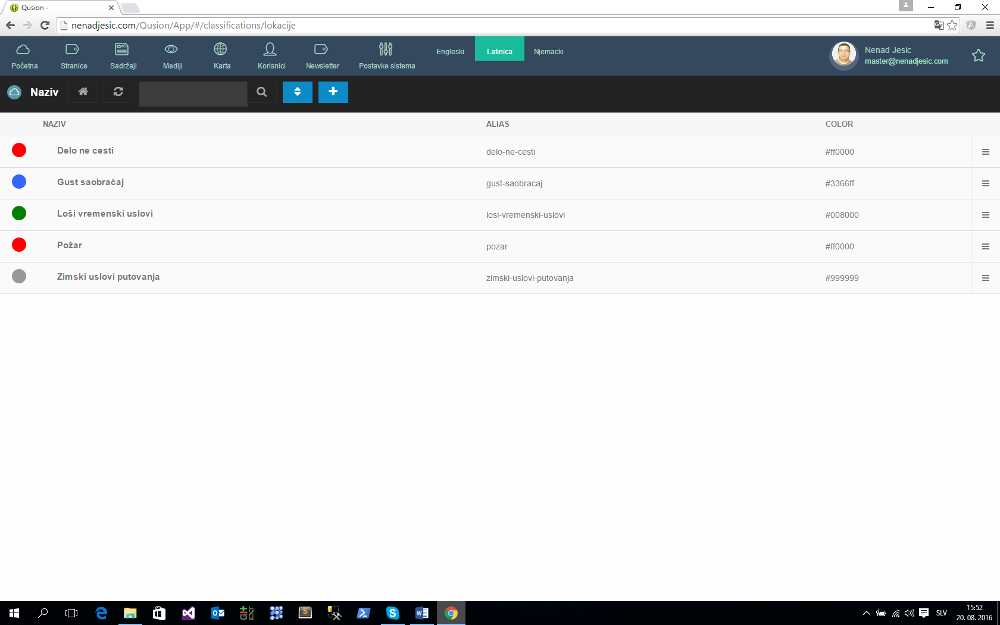 Qusion -
nenadjesic.com/Qusion/App/#/classifications/lokacije
Početna
Stranice
Sadržaji
Mediji
Karta
Korisnici
Newsletter
Postavke sistema
Engleski
Latinica
Njemacki
Nenad Jesic
master@nenadjesic.com
Naziv
NAZIV ALIAS COLOR
Delo ne cesti delo-ne-cesti #ff0000
Gust saobraćaj gust-saobracaj #3366ff
Loši vremenski uslovi losi-vremenski-uslovi #008000
Požar pozar #ff0000
Zimski uslovi putovanja zimski-uslovi-putovanja #999999
SLV
15:52
20. 08. 2016